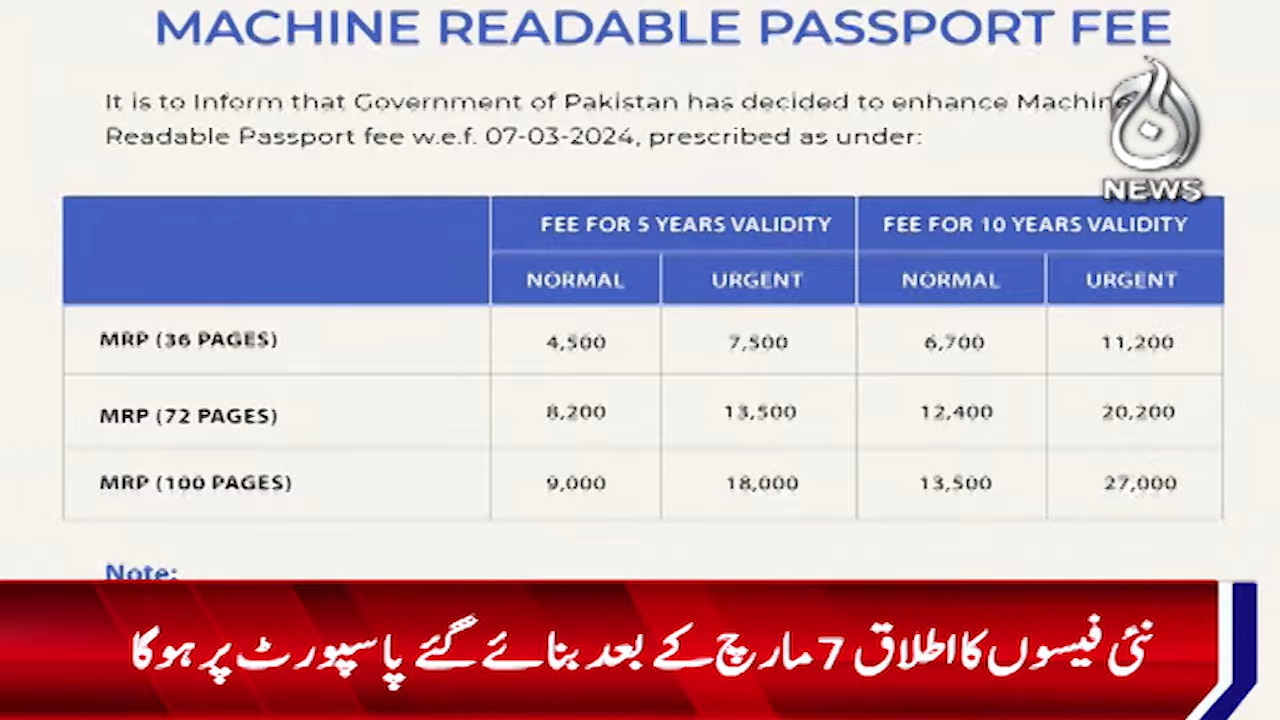 MACHINE READABLE PASSPORT FEE
It is to Inform that Government of Pakistan has decided to enhance Machine
Readable Passport fee w.e.f. 07-03-2024, prescribed as under:
NEWS
FEE FOR 5 YEARS VALIDITY FEE FOR 10 YEARS VALIDITY
NORMAL URGENT NORMAL URGENT
MRP (36 PAGES) 4,500 7,500 6,700 11,200
MRP (72 PAGES) 8,200 13,500 12,400 20,200
MRP (100 PAGES) 9,000 18,000 13,500 27,000
Note:
نئی فیسوں کا اطلاق 7 مارچ کے بعد بنائے گئے پاسپورٹ پر ہوگا